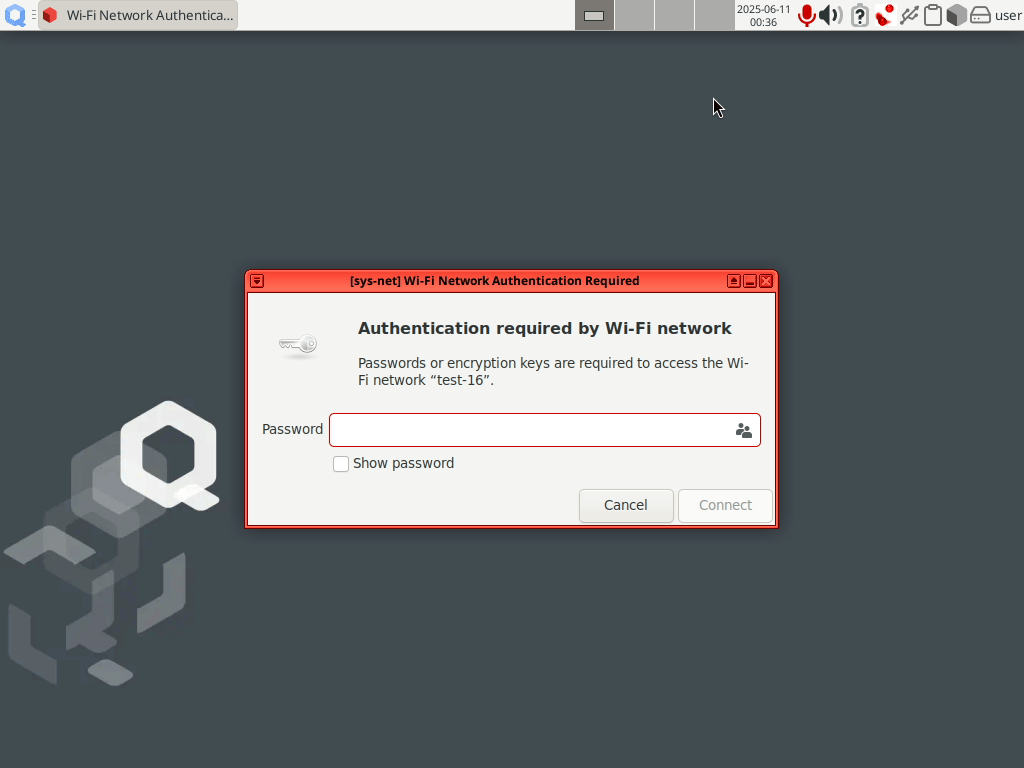 Wi-Fi Network Authentica...
2025-06-11
00:36
user
[sys-net] Wi-Fi Network Authentication Required
Authentication required by Wi-Fi network
Passwords or encryption keys are required to access the Wi-
Fi network “test-16”.
Password
Show password
Cancel
Connect